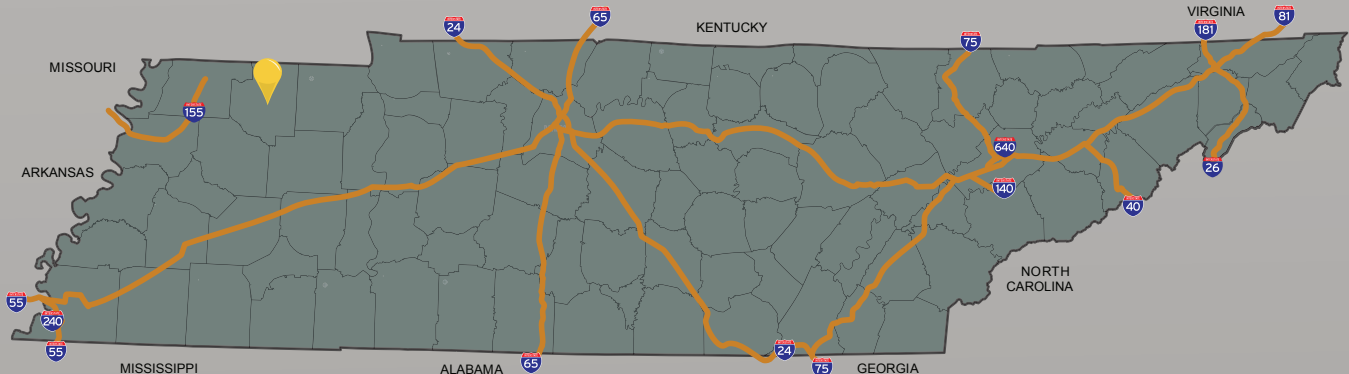 VIRGINIA
81
65
181
24
KENTUCKY
75
MISSOURI
155
640
ARKANSAS
26
140
40
NORTH
CAROLINA
55
240
55
24
65
75
MISSISSIPPI
ALABAMA
GEORGIA